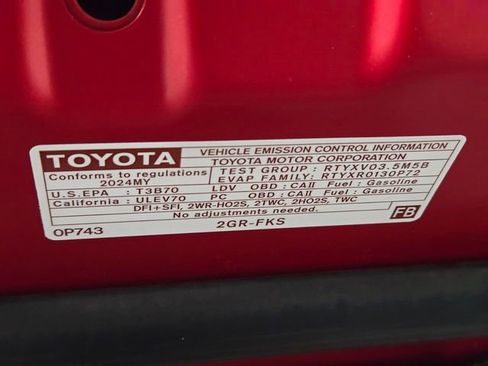 TOYOTA VEHICLE EMISSION CONTROL INFORMATION
TOYOTA MOTOR CORPORATION
Conforms to regulations TEST GROUP : RTYXV03.5M5B
2024MY EVAP FAMILY: RTYXR0130P72
U.S.EPA : T3B70 LDV OBD : CAII Fuel : Gasoline
California : ULEV70 PC OBD : CAII Fuel : Gasoline
DFI+SFI, 2WR-HO2S, 2TWC, 2HO2S, TWC
No adjustments needed.
OP743 2GR-FKS FB